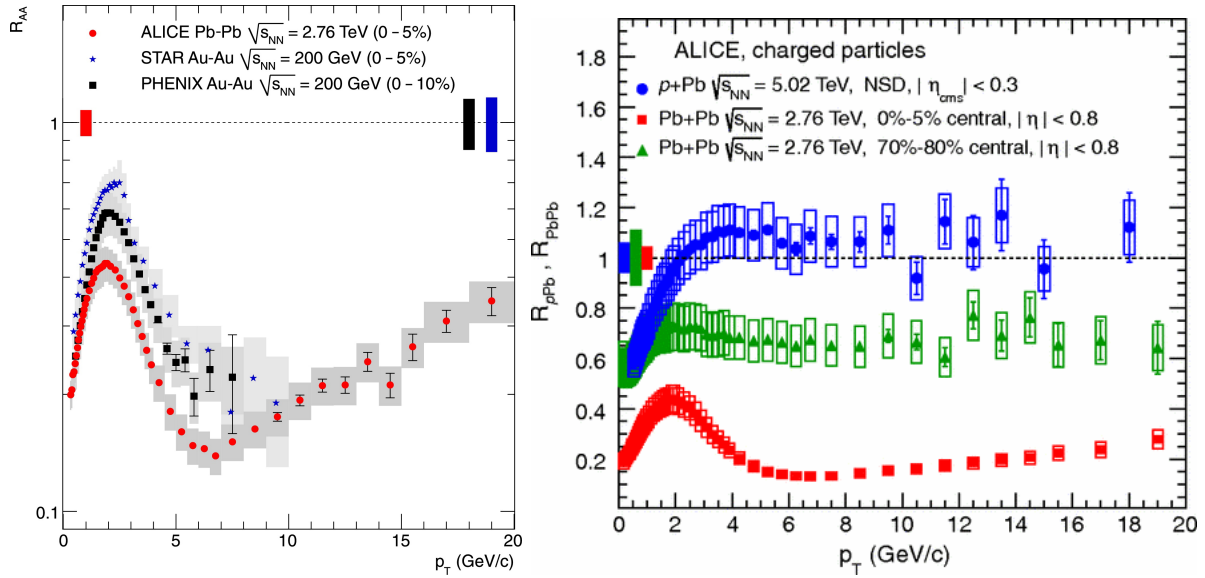 R_AA
ALICE Pb-Pb √s_NN = 2.76 TeV (0 – 5%)
STAR Au-Au √s_NN = 200 GeV (0 – 5%)
PHENIX Au-Au √s_NN = 200 GeV (0 – 10%)
1
0.1
0 5 10 15 20
p_T (GeV/c)
R_pPb , R_PbPb
ALICE, charged particles
p+Pb √s_NN = 5.02 TeV, NSD, | η_cms | < 0.3
Pb+Pb √s_NN = 2.76 TeV, 0%-5% central, | η | < 0.8
Pb+Pb √s_NN = 2.76 TeV, 70%-80% central, | η | < 0.8
1.8
1.6
1.4
1.2
1
0.8
0.6
0.4
0.2
0 2 4 6 8 10 12 14 16 18 20
p_T (GeV/c)